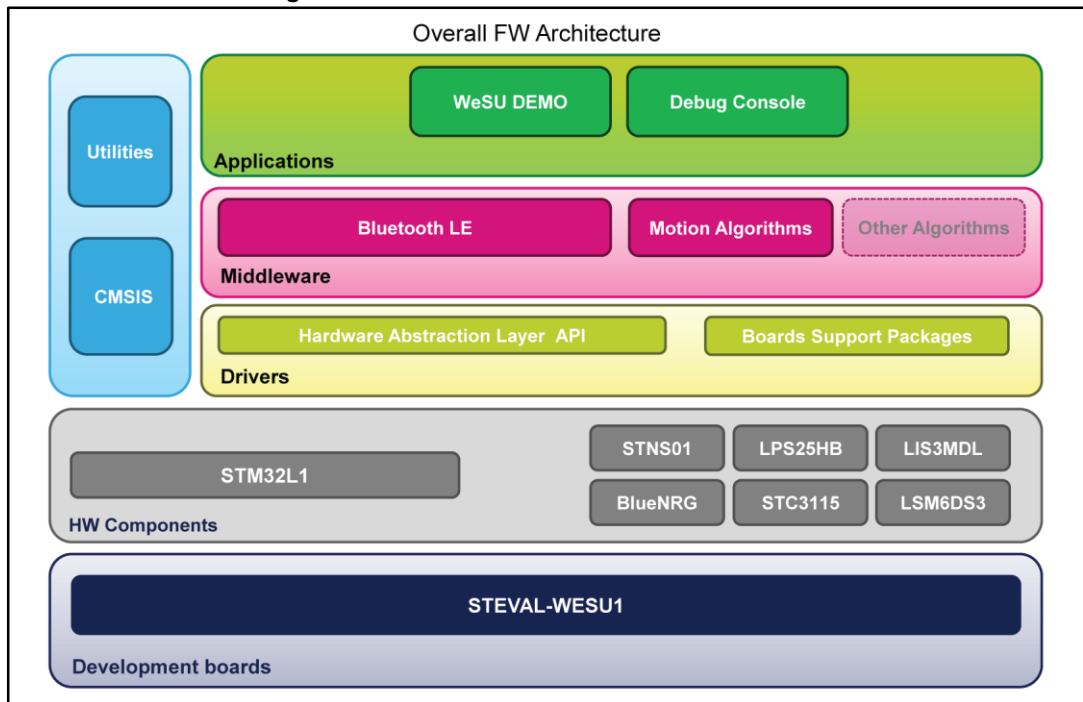 Overall FW Architecture
Utilities
CMSIS
WeSU DEMO
Debug Console
Applications
Bluetooth LE
Motion Algorithms
Other Algorithms
Middleware
Hardware Abstraction Layer API
Boards Support Packages
Drivers
STM32L1
STNS01
LPS25HB
LIS3MDL
BlueNRG
STC3115
LSM6DS3
HW Components
STEVAL-WESU1
Development boards